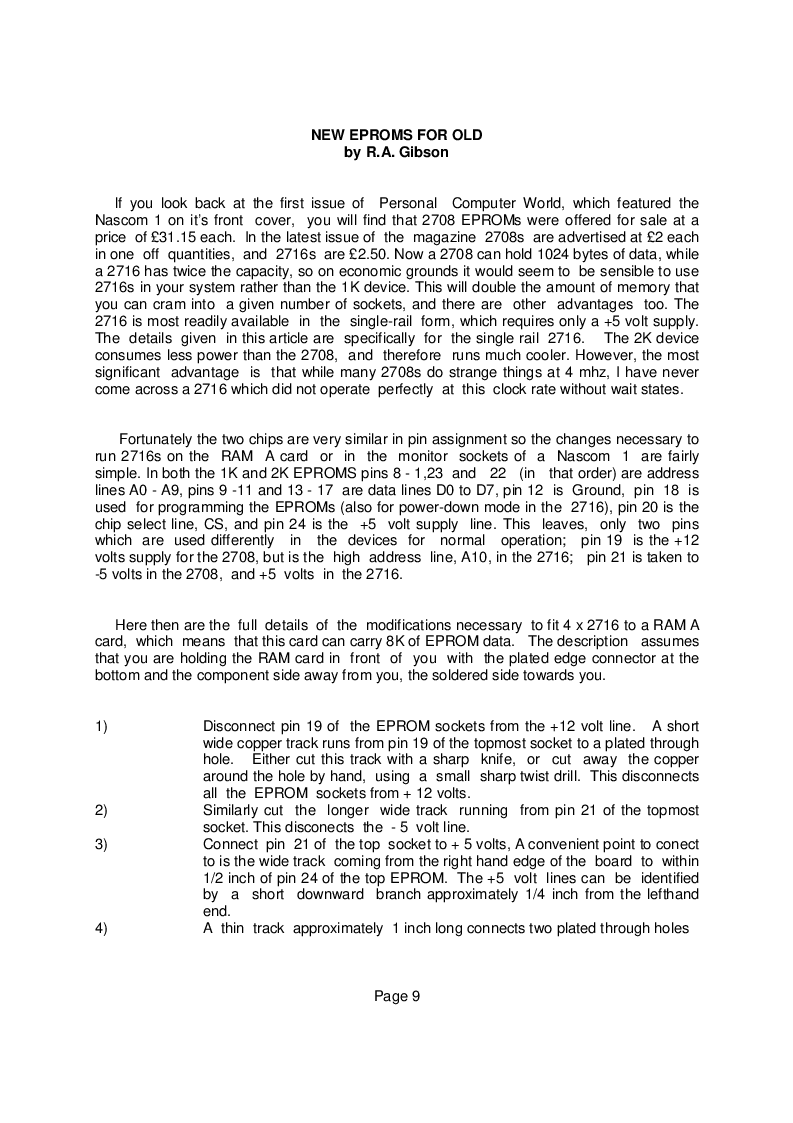 NEW EPROMS FOR OLD
by R.A. Gibson
If you look back at the first issue of Personal Computer World, which featured the
Nascom 1 on it's front cover, you will find that 2708 EPROMs were offered for sale at a
price of £31.15 each. In the latest issue of the magazine 2708s are advertised at £2 each
in one off quantities, and 2716s are £2.50. Now a 2708 can hold 1024 bytes of data, while
a 2716 has twice the capacity, so on economic grounds it would seem to be sensible to use
2716s in your system rather than the 1K device. This will double the amount of memory that
you can cram into a given number of sockets, and there are other advantages too. The
2716 is most readily available in the single-rail form, which requires only a +5 volt supply.
The details given in this article are specifically for the single rail 2716. The 2K device
consumes less power than the 2708, and therefore runs much cooler. However, the most
significant advantage is that while many 2708s do strange things at 4 mhz, I have never
come across a 2716 which did not operate perfectly at this clock rate without wait states.
Fortunately the two chips are very similar in pin assignment so the changes necessary to
run 2716s on the RAM A card or in the monitor sockets of a Nascom 1 are fairly
simple. In both the 1K and 2K EPROMS pins 8 - 1,23 and 22 (in that order) are address
lines A0 - A9, pins 9 -11 and 13 - 17 are data lines D0 to D7, pin 12 is Ground, pin 18 is
used for programming the EPROMs (also for power-down mode in the 2716), pin 20 is the
chip select line, CS, and pin 24 is the +5 volt supply line. This leaves, only two pins
which are used differently in the devices for normal operation; pin 19 is the +12
volts supply for the 2708, but is the high address line, A10, in the 2716; pin 21 is taken to
-5 volts in the 2708, and +5 volts in the 2716.
Here then are the full details of the modifications necessary to fit 4 x 2716 to a RAM A
card, which means that this card can carry 8K of EPROM data. The description assumes
that you are holding the RAM card in front of you with the plated edge connector at the
bottom and the component side away from you, the soldered side towards you.
1) Disconnect pin 19 of the EPROM sockets from the +12 volt line. A short
wide copper track runs from pin 19 of the topmost socket to a plated through
hole. Either cut this track with a sharp knife, or cut away the copper
around the hole by hand, using a small sharp twist drill. This disconnects
all the EPROM sockets from + 12 volts.
2) Similarly cut the longer wide track running from pin 21 of the topmost
socket. This disconects the - 5 volt line.
3) Connect pin 21 of the top socket to + 5 volts, A convenient point to conect
to is the wide track coming from the right hand edge of the board to within
1/2 inch of pin 24 of the top EPROM. The +5 volt lines can be identified
by a short downward branch approximately 1/4 inch from the lefthand
end.
4) A thin track approximately 1 inch long connects two plated through holes
Page 9